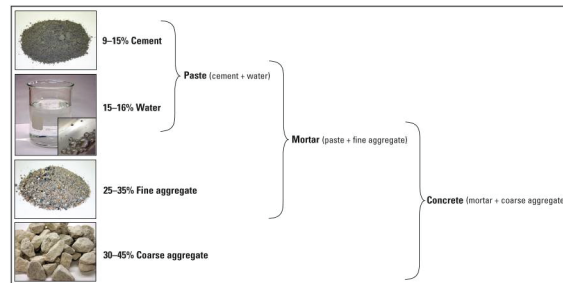 9–15% Cement
Paste (cement + water)
15–16% Water
Mortar (paste + fine aggregate)
25–35% Fine aggregate
Concrete (mortar + coarse aggregate
30–45% Coarse aggregate